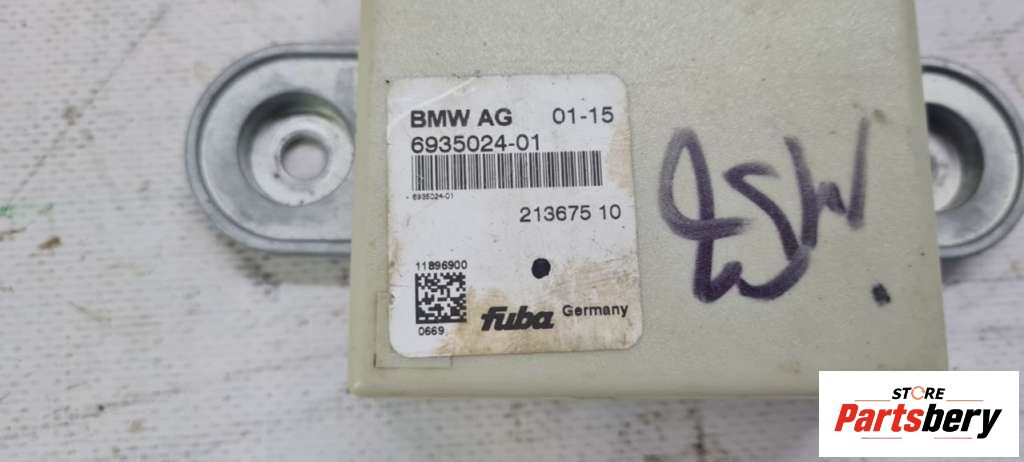 BMW AG 01-15
6935024-01
- 6935024-01
213675 10
11896900
0669
fuba Germany
STORE
Partsbery